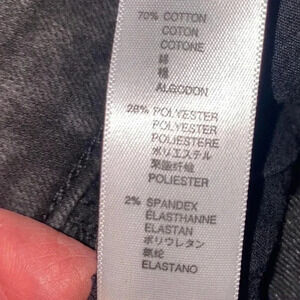 70% COTTON
COTON
COTONE
綿
棉
ALGODON
28% POLYESTER
POLYESTER
POLIESTERE
ポリエステル
聚酯纤维
POLIESTER
2% SPANDEX
ÉLASTHANNE
ELASTAN
ポリウレタン
氨纶
ELASTANO